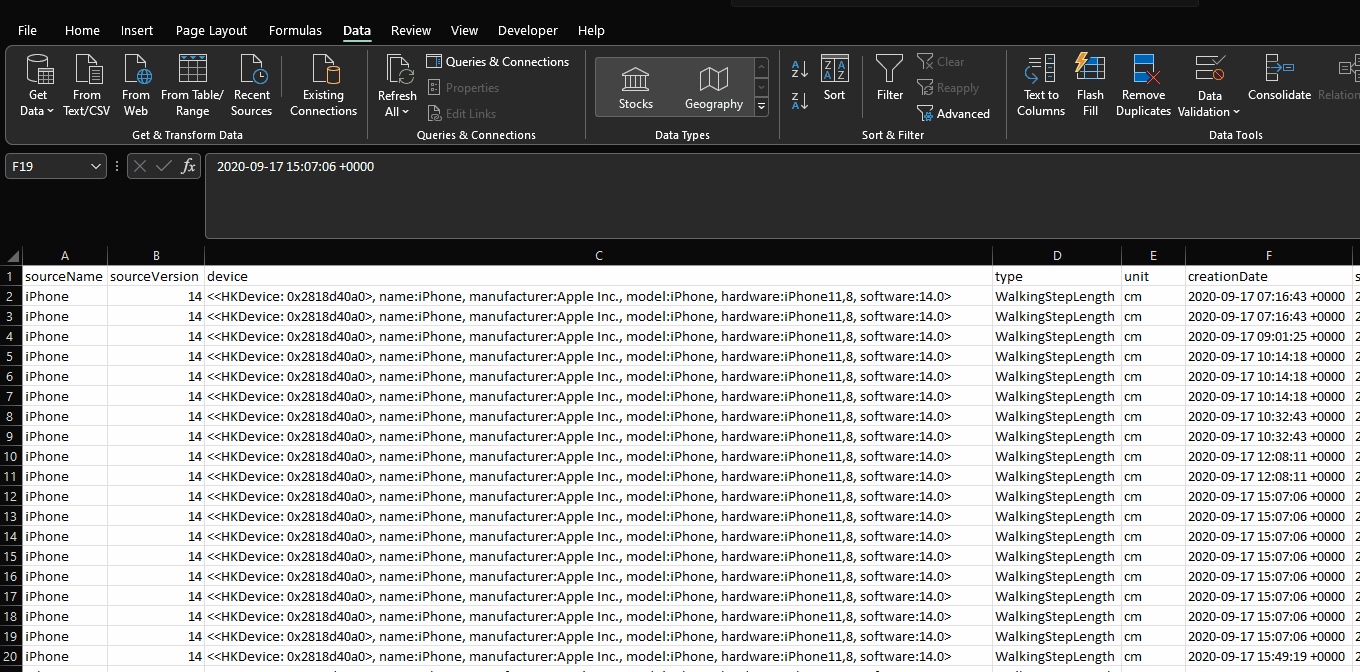 File Home Insert Page Layout Formulas Data Review View Developer Help
Get Data From Text/CSV From Web From Table/ Range Recent Sources Existing Connections Refresh All Queries & Connections Properties Edit Links Stocks Geography Sort Filter Clear Reapply Advanced Text to Columns Flash Fill Remove Duplicates Data Validation Consolidate Relation
Get & Transform Data Queries & Connections Data Types Sort & Filter Data Tools
F19 fx 2020-09-17 15:07:06 +0000
A B C D E F
1 sourceName sourceVersion device type unit creationDate s
2 iPhone 14 <<HKDevice: 0x2818d40a0>, name:iPhone, manufacturer:Apple Inc., model:iPhone, hardware:iPhone11,8, software:14.0> WalkingStepLength cm 2020-09-17 07:16:43 +0000 2
3 iPhone 14 <<HKDevice: 0x2818d40a0>, name:iPhone, manufacturer:Apple Inc., model:iPhone, hardware:iPhone11,8, software:14.0> WalkingStepLength cm 2020-09-17 07:16:43 +0000 2
4 iPhone 14 <<HKDevice: 0x2818d40a0>, name:iPhone, manufacturer:Apple Inc., model:iPhone, hardware:iPhone11,8, software:14.0> WalkingStepLength cm 2020-09-17 09:01:25 +0000 2
5 iPhone 14 <<HKDevice: 0x2818d40a0>, name:iPhone, manufacturer:Apple Inc., model:iPhone, hardware:iPhone11,8, software:14.0> WalkingStepLength cm 2020-09-17 10:14:18 +0000 2
6 iPhone 14 <<HKDevice: 0x2818d40a0>, name:iPhone, manufacturer:Apple Inc., model:iPhone, hardware:iPhone11,8, software:14.0> WalkingStepLength cm 2020-09-17 10:14:18 +0000 2
7 iPhone 14 <<HKDevice: 0x2818d40a0>, name:iPhone, manufacturer:Apple Inc., model:iPhone, hardware:iPhone11,8, software:14.0> WalkingStepLength cm 2020-09-17 10:14:18 +0000 2
8 iPhone 14 <<HKDevice: 0x2818d40a0>, name:iPhone, manufacturer:Apple Inc., model:iPhone, hardware:iPhone11,8, software:14.0> WalkingStepLength cm 2020-09-17 10:32:43 +0000 2
9 iPhone 14 <<HKDevice: 0x2818d40a0>, name:iPhone, manufacturer:Apple Inc., model:iPhone, hardware:iPhone11,8, software:14.0> WalkingStepLength cm 2020-09-17 10:32:43 +0000 2
10 iPhone 14 <<HKDevice: 0x2818d40a0>, name:iPhone, manufacturer:Apple Inc., model:iPhone, hardware:iPhone11,8, software:14.0> WalkingStepLength cm 2020-09-17 12:08:11 +0000 2
11 iPhone 14 <<HKDevice: 0x2818d40a0>, name:iPhone, manufacturer:Apple Inc., model:iPhone, hardware:iPhone11,8, software:14.0> WalkingStepLength cm 2020-09-17 12:08:11 +0000 2
12 iPhone 14 <<HKDevice: 0x2818d40a0>, name:iPhone, manufacturer:Apple Inc., model:iPhone, hardware:iPhone11,8, software:14.0> WalkingStepLength cm 2020-09-17 15:07:06 +0000 2
13 iPhone 14 <<HKDevice: 0x2818d40a0>, name:iPhone, manufacturer:Apple Inc., model:iPhone, hardware:iPhone11,8, software:14.0> WalkingStepLength cm 2020-09-17 15:07:06 +0000 2
14 iPhone 14 <<HKDevice: 0x2818d40a0>, name:iPhone, manufacturer:Apple Inc., model:iPhone, hardware:iPhone11,8, software:14.0> WalkingStepLength cm 2020-09-17 15:07:06 +0000 2
15 iPhone 14 <<HKDevice: 0x2818d40a0>, name:iPhone, manufacturer:Apple Inc., model:iPhone, hardware:iPhone11,8, software:14.0> WalkingStepLength cm 2020-09-17 15:07:06 +0000 2
16 iPhone 14 <<HKDevice: 0x2818d40a0>, name:iPhone, manufacturer:Apple Inc., model:iPhone, hardware:iPhone11,8, software:14.0> WalkingStepLength cm 2020-09-17 15:07:06 +0000 2
17 iPhone 14 <<HKDevice: 0x2818d40a0>, name:iPhone, manufacturer:Apple Inc., model:iPhone, hardware:iPhone11,8, software:14.0> WalkingStepLength cm 2020-09-17 15:07:06 +0000 2
18 iPhone 14 <<HKDevice: 0x2818d40a0>, name:iPhone, manufacturer:Apple Inc., model:iPhone, hardware:iPhone11,8, software:14.0> WalkingStepLength cm 2020-09-17 15:07:06 +0000 2
19 iPhone 14 <<HKDevice: 0x2818d40a0>, name:iPhone, manufacturer:Apple Inc., model:iPhone, hardware:iPhone11,8, software:14.0> WalkingStepLength cm 2020-09-17 15:07:06 +0000 2
20 iPhone 14 <<HKDevice: 0x2818d40a0>, name:iPhone, manufacturer:Apple Inc., model:iPhone, hardware:iPhone11,8, software:14.0> WalkingStepLength cm 2020-09-17 15:49:19 +0000 2